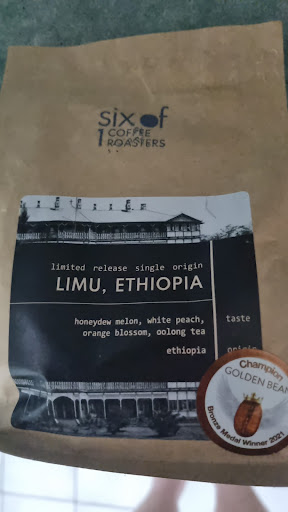 six of
1 COFFEE
ROASTERS
limited release single origin
LIMU, ETHIOPIA
honeydew melon, white peach,
orange blossom, oolong tea
taste
ethiopia
origin
Champion
GOLDEN BEAN
Bronze Medal Winner 2021